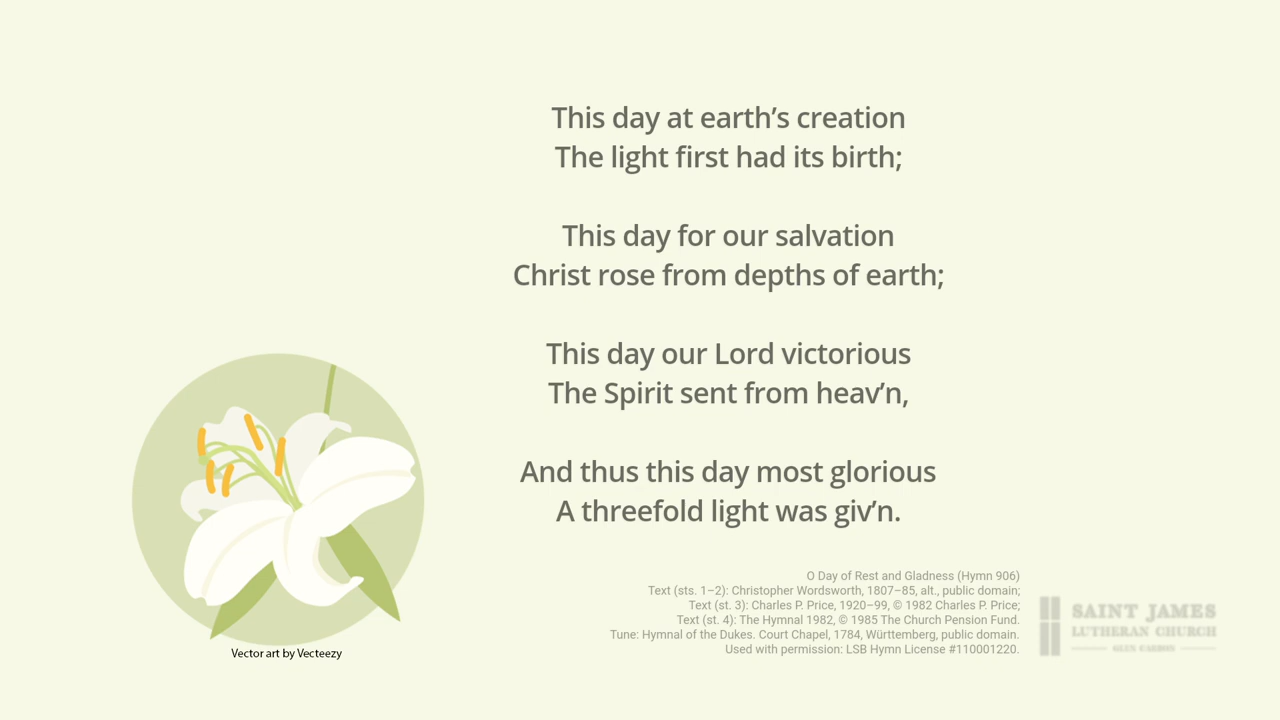 This day at earth’s creation
The light first had its birth;
This day for our salvation
Christ rose from depths of earth;
This day our Lord victorious
The Spirit sent from heav’n,
And thus this day most glorious
A threefold light was giv’n.
O Day of Rest and Gladness (Hymn 906)
Text (sts. 1–2): Christopher Wordsworth, 1807–85, alt., public domain;
Text (st. 3): Charles P. Price, 1920–99, © 1982 Charles P. Price;
Text (st. 4): The Hymnal 1982, © 1985 The Church Pension Fund.
Tune: Hymnal of the Dukes. Court Chapel, 1784, Württemberg, public domain.
Used with permission: LSB Hymn License #110001220.
SAINT JAMES
LUTHERAN CHURCH
GLEN CARBON
Vector art by Vecteezy